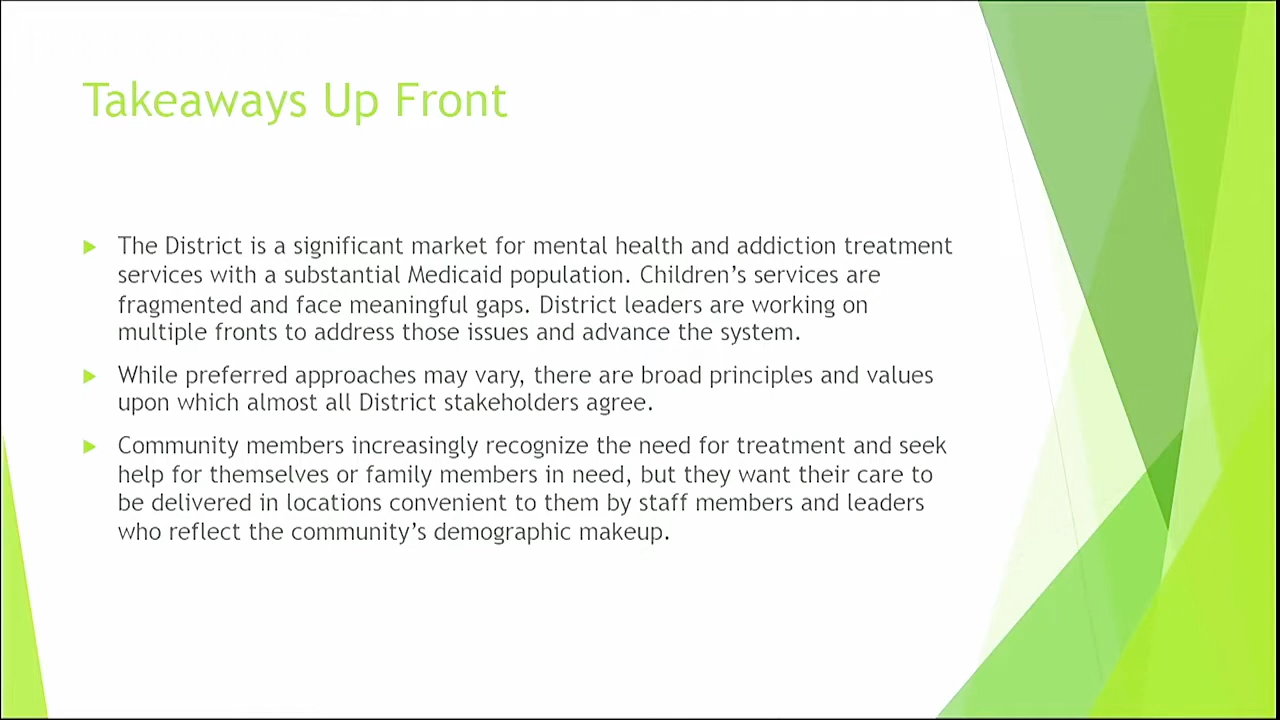 Takeaways Up Front
The District is a significant market for mental health and addiction treatment
services with a substantial Medicaid population. Children’s services are
fragmented and face meaningful gaps. District leaders are working on
multiple fronts to address those issues and advance the system.
While preferred approaches may vary, there are broad principles and values
upon which almost all District stakeholders agree.
Community members increasingly recognize the need for treatment and seek
help for themselves or family members in need, but they want their care to
be delivered in locations convenient to them by staff members and leaders
who reflect the community’s demographic makeup.